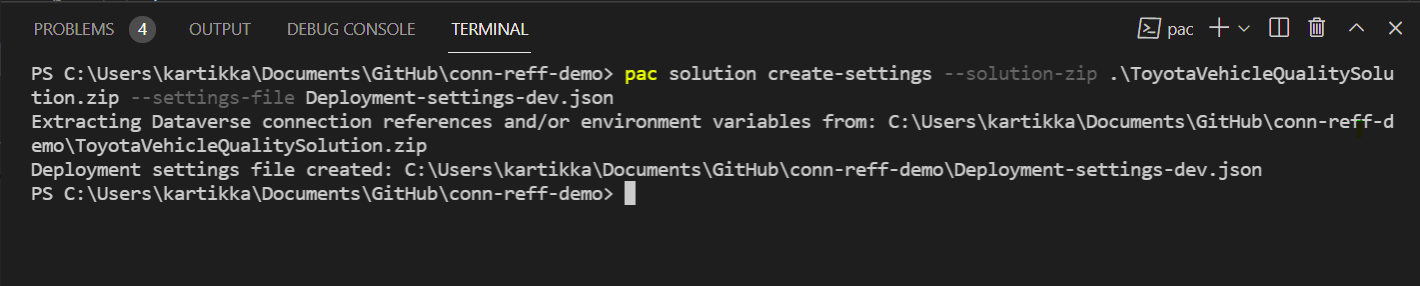 PROBLEMS 4 OUTPUT DEBUG CONSOLE TERMINAL pac
PS C:\Users\kartikka\Documents\GitHub\conn-reff-demo> pac solution create-settings --solution-zip .\ToyotaVehicleQualitySolu
tion.zip --settings-file Deployment-settings-dev.json
Extracting Dataverse connection references and/or environment variables from: C:\Users\kartikka\Documents\GitHub\conn-reff-d
emo\ToyotaVehicleQualitySolution.zip
Deployment settings file created: C:\Users\kartikka\Documents\GitHub\conn-reff-demo\Deployment-settings-dev.json
PS C:\Users\kartikka\Documents\GitHub\conn-reff-demo>